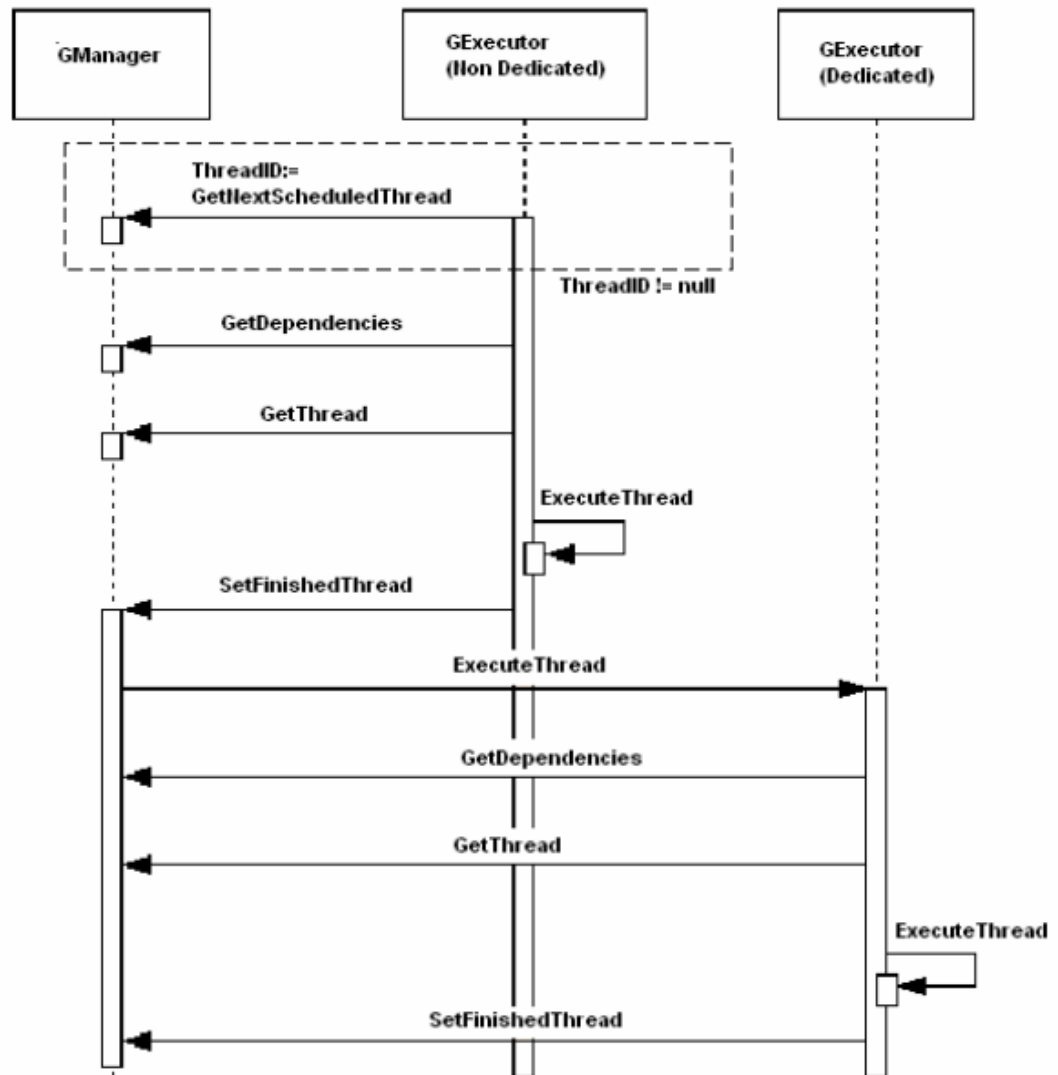 GManager
GExecutor
(Non Dedicated)
GExecutor
(Dedicated)
ThreadID:=
GetNextScheduledThread
ThreadID != null
GetDependencies
GetThread
ExecuteThread
SetFinishedThread
ExecuteThread
GetDependencies
GetThread
ExecuteThread
SetFinishedThread